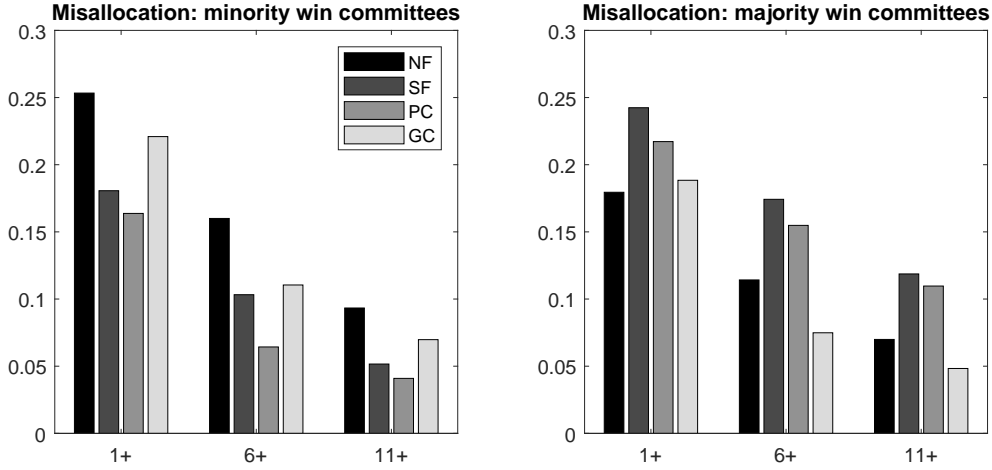 Misallocation: minority win committees
0.3
0.25
0.2
0.15
0.1
0.05
0
1+ 6+ 11+
NF
SF
PC
GC
Misallocation: majority win committees
0.3
0.25
0.2
0.15
0.1
0.05
0
1+ 6+ 11+